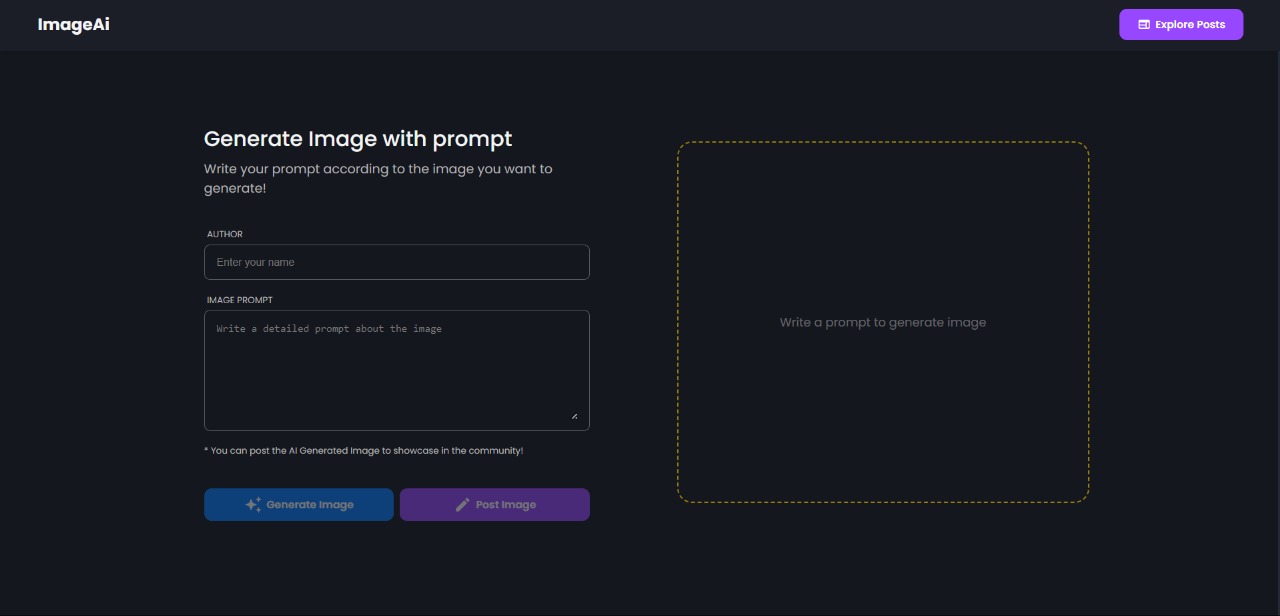 ImageAi
Explore Posts
Generate Image with prompt
Write your prompt according to the image you want to
generate!
AUTHOR
Enter your name
IMAGE PROMPT
Write a detailed prompt about the image
* You can post the AI Generated Image to showcase in the community!
Generate Image
Post Image
Write a prompt to generate image